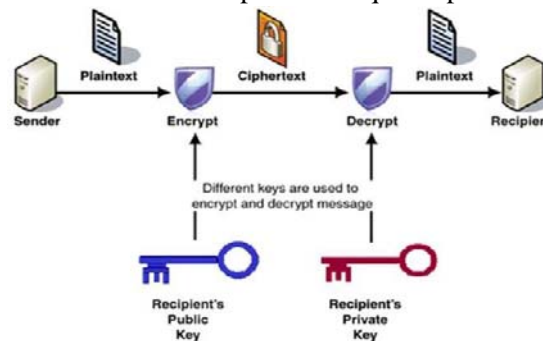 Plaintext Ciphertext Plaintext
Sender Encrypt Decrypt Recipien
Different keys are used to
encrypt and decrypt message
Recipient's Recipient's
Public Private
Key Key